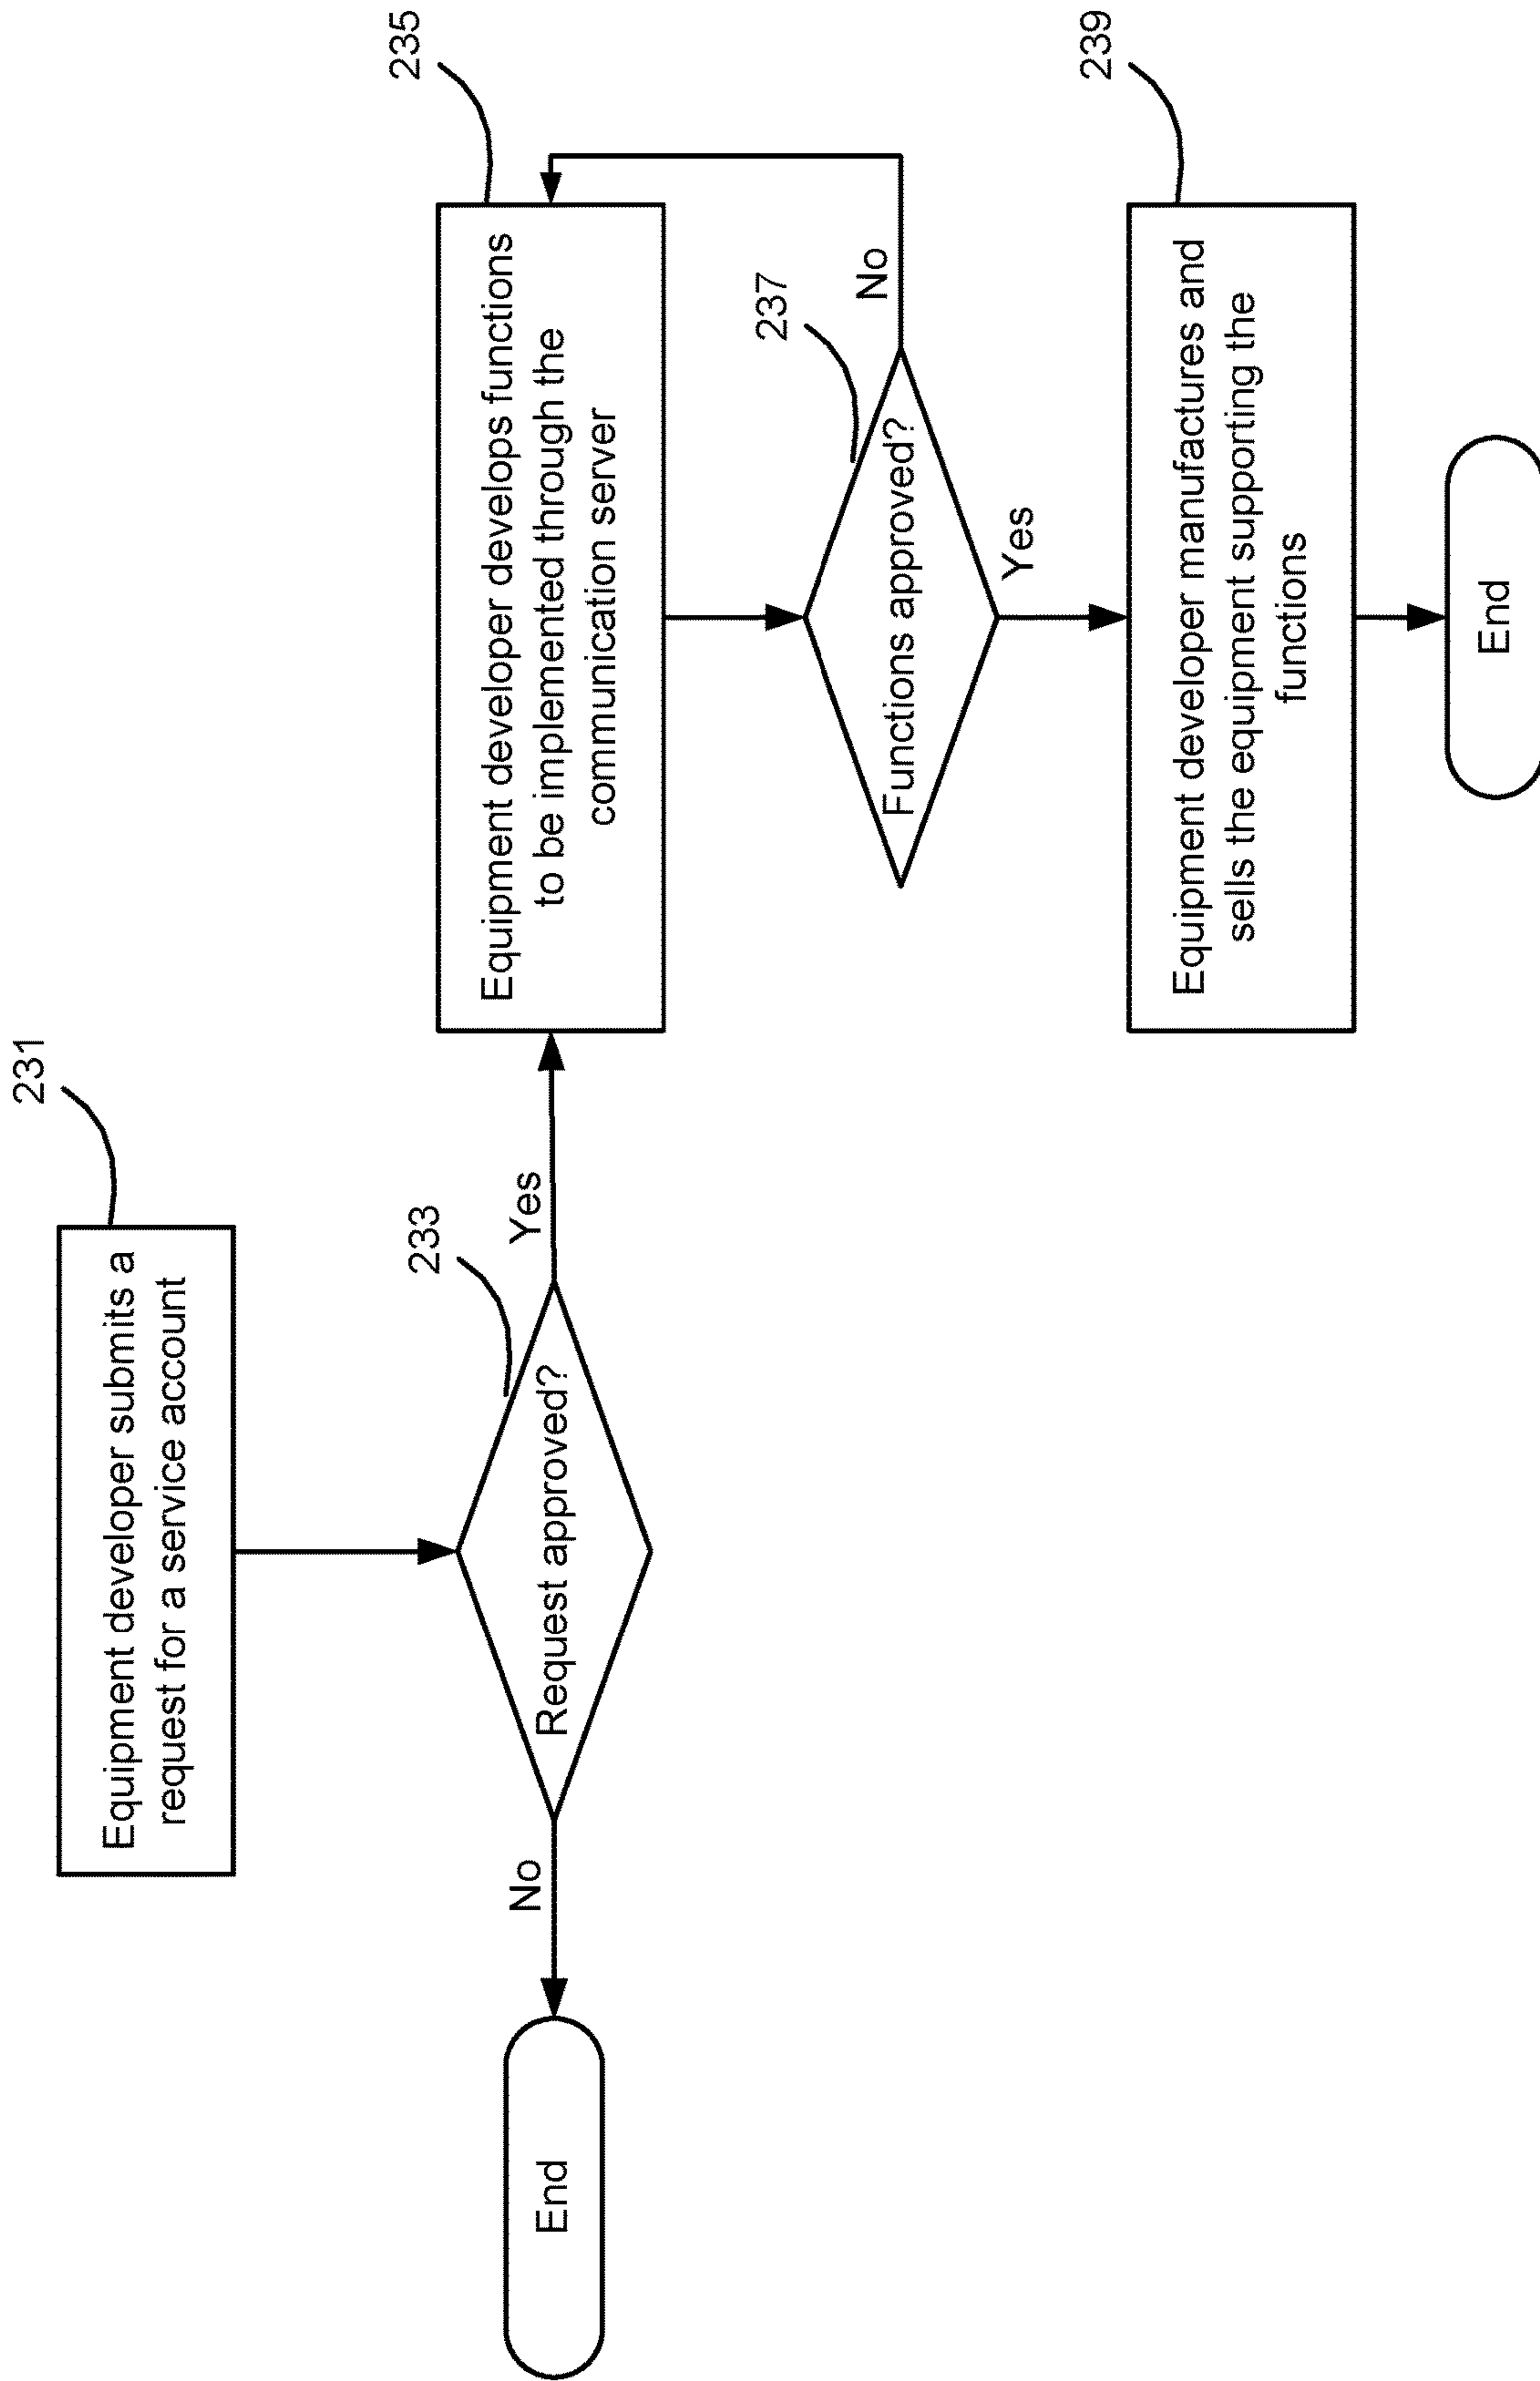 231
Equipment developer submits a
request for a service account
233
Request approved?
No
Yes
End
235
Equipment developer develops functions
to be implemented through the
communication server
237
Functions approved?
No
Yes
239
Equipment developer manufactures and
sells the equipment supporting the
functions
End